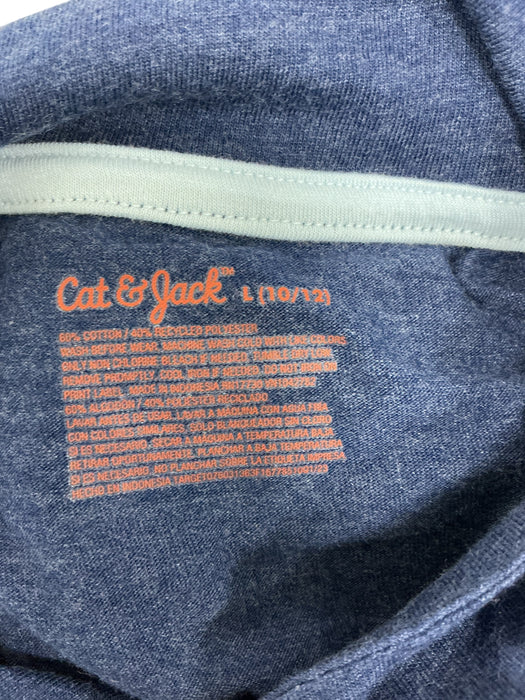 Cat & Jack™ L (10/12)
60% COTTON / 40% RECYCLED POLYESTER
WASH BEFORE WEAR. MACHINE WASH COLD WITH LIKE COLORS
ONLY NON CHLORINE BLEACH IF NEEDED. TUMBLE DRY LOW.
REMOVE PROMPTLY. COOL IRON IF NEEDED. DO NOT IRON ON
PRINT LABEL. MADE IN INDONESIA RN17730
60% ALGODÓN / 40% POLIÉSTER RECICLADO
LAVAR ANTES DE USAR. LAVAR A MÁQUINA CON AGUA FRÍA
CON COLORES SIMILARES. SOLO BLANQUEADOR SIN CLORO
SI ES NECESARIO. SECAR A MÁQUINA A TEMPERATURA BAJA
RETIRAR OPORTUNAMENTE. PLANCHAR A BAJA TEMPERATURA
SI ES NECESARIO. NO PLANCHAR SOBRE LA ETIQUETA IMPRESA
HECHO EN INDONESIA